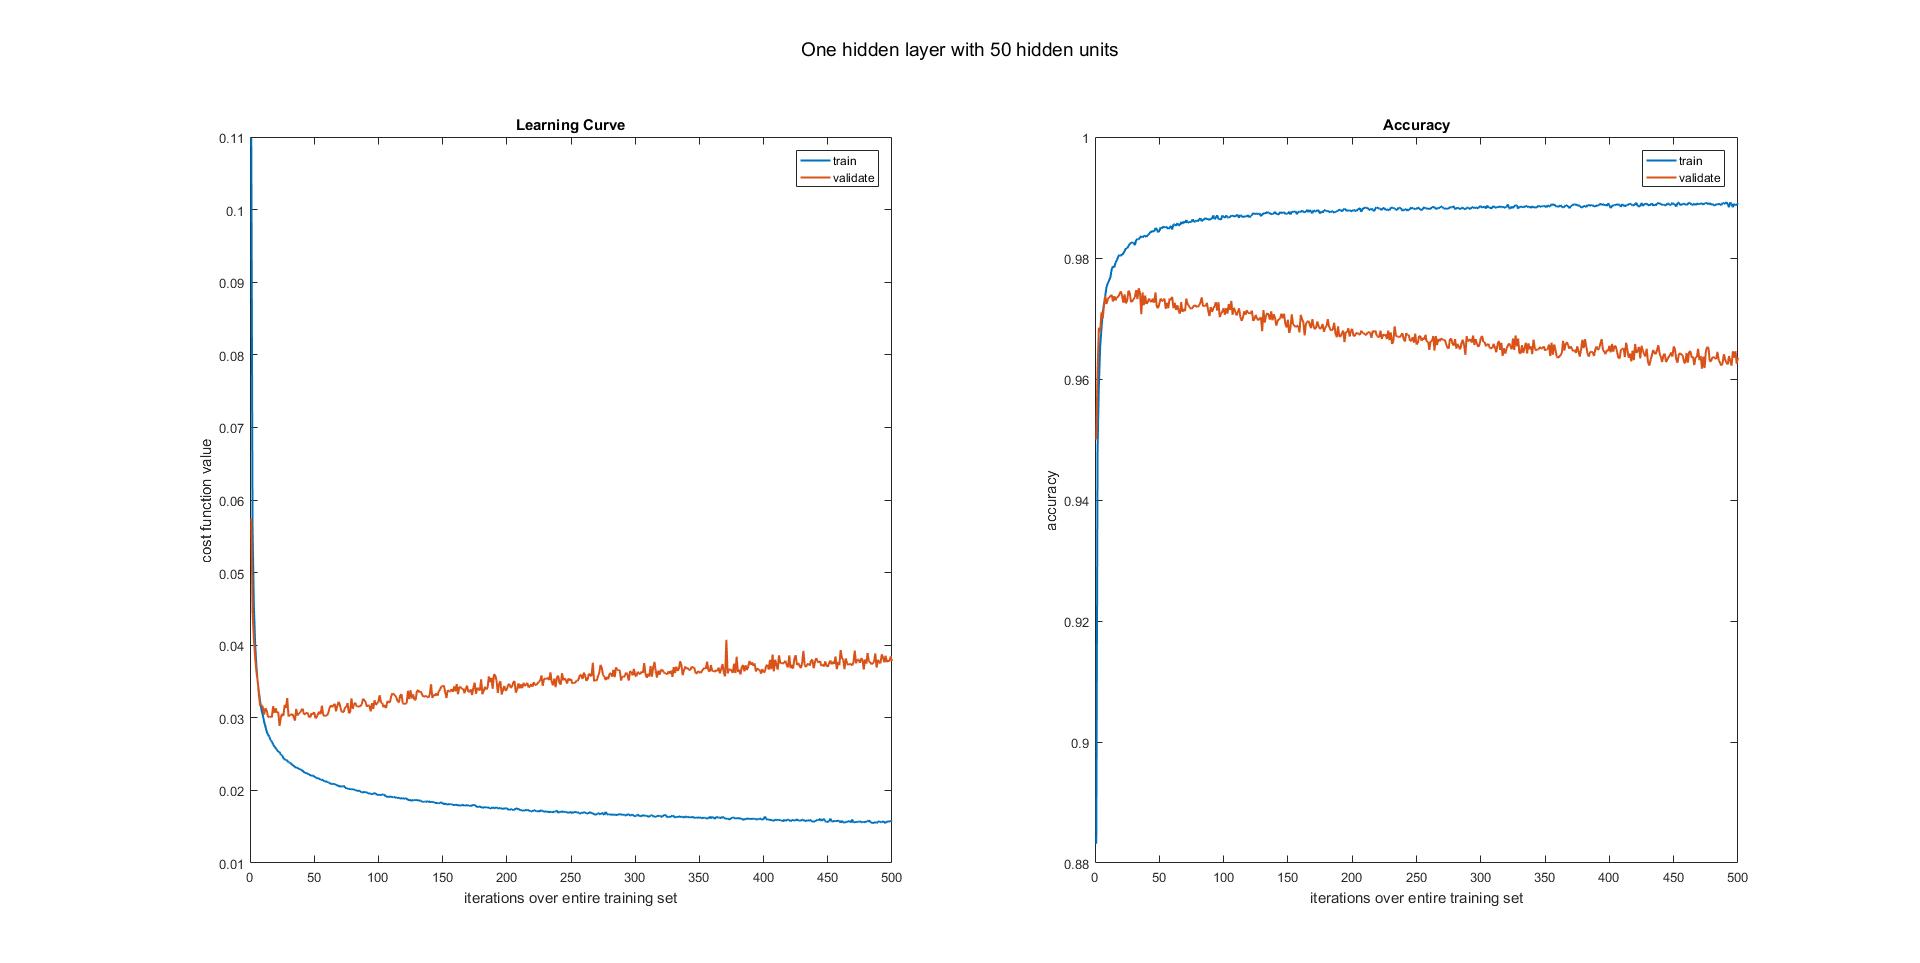 One hidden layer with 50 hidden units
Learning Curve
0.11
0.1
0.09
0.08
0.07
0.06
0.05
0.04
0.03
0.02
0.01
cost function value
train
validate
0 50 100 150 200 250 300 350 400 450 500
iterations over entire training set
Accuracy
1
0.98
0.96
0.94
0.92
0.9
0.88
accuracy
train
validate
0 50 100 150 200 250 300 350 400 450 500
iterations over entire training set